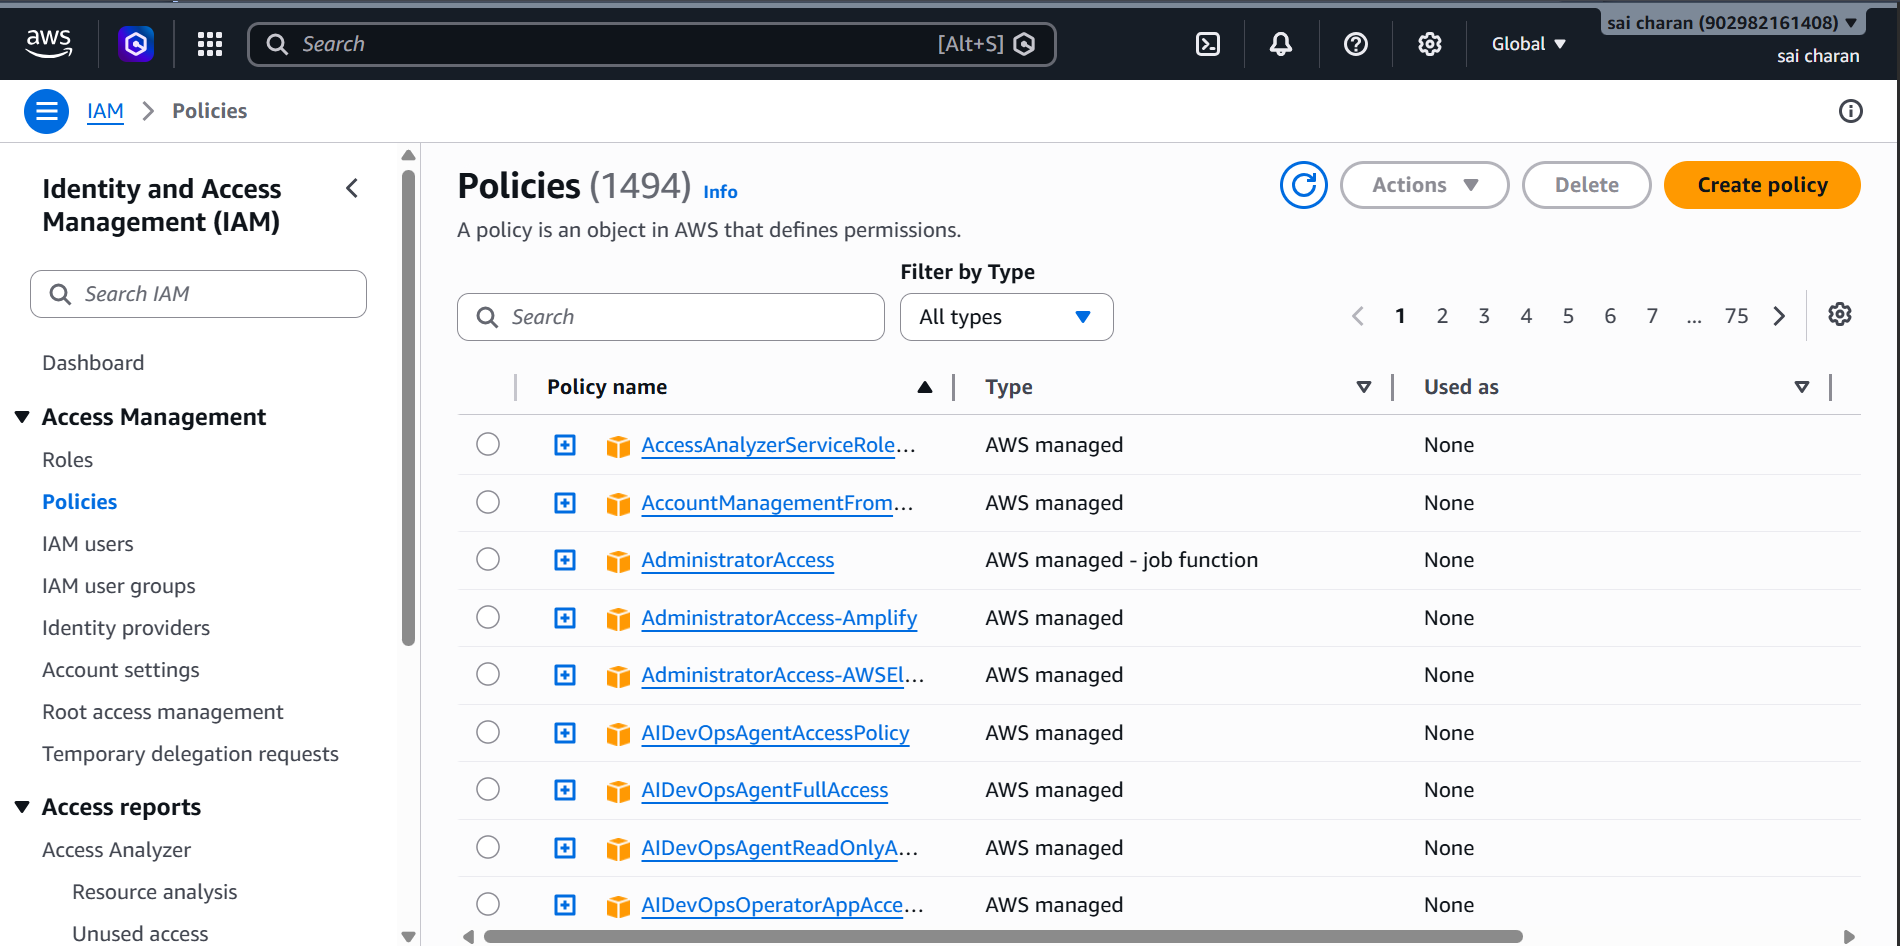 aws
Search [Alt+S]
Global
sai charan (902982161408)
sai charan
IAM > Policies
Identity and Access
Management (IAM)
Search IAM
Dashboard
Access Management
Roles
Policies
IAM users
IAM user groups
Identity providers
Account settings
Root access management
Temporary delegation requests
Access reports
Access Analyzer
Resource analysis
Unused access
Policies (1494) Info
Actions
Delete
Create policy
A policy is an object in AWS that defines permissions.
Filter by Type
Search
All types
1 2 3 4 5 6 7 ... 75
Policy name Type Used as
AccessAnalyzerServiceRole... AWS managed None
AccountManagementFrom... AWS managed None
AdministratorAccess AWS managed - job function None
AdministratorAccess-Amplify AWS managed None
AdministratorAccess-AWSEl... AWS managed None
AIDevOpsAgentAccessPolicy AWS managed None
AIDevOpsAgentFullAccess AWS managed None
AIDevOpsAgentReadOnlyA... AWS managed None
AIDevOpsOperatorAppAcce... AWS managed None